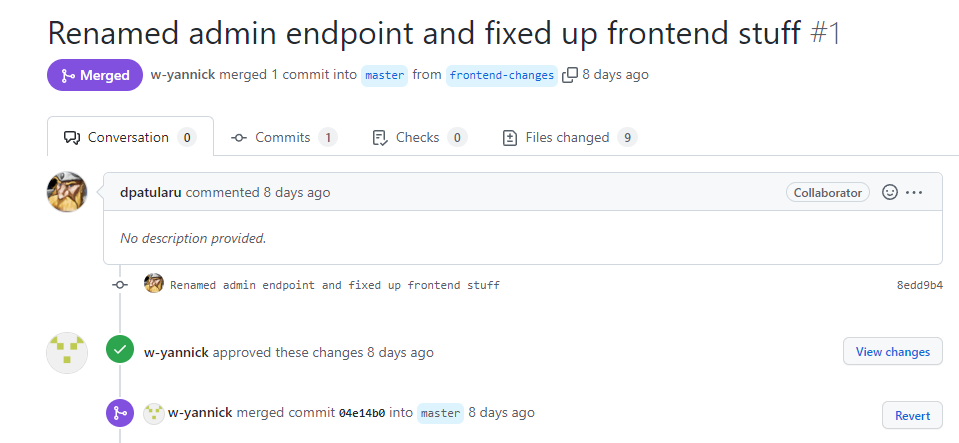 Renamed admin endpoint and fixed up frontend stuff #1
Merged w-yannick merged 1 commit into master from frontend-changes 8 days ago
Conversation 0 Commits 1 Checks 0 Files changed 9
dpatularu commented 8 days ago Collaborator
No description provided.
Renamed admin endpoint and fixed up frontend stuff 8edd9b4
w-yannick approved these changes 8 days ago View changes
w-yannick merged commit 04e14b0 into master 8 days ago Revert